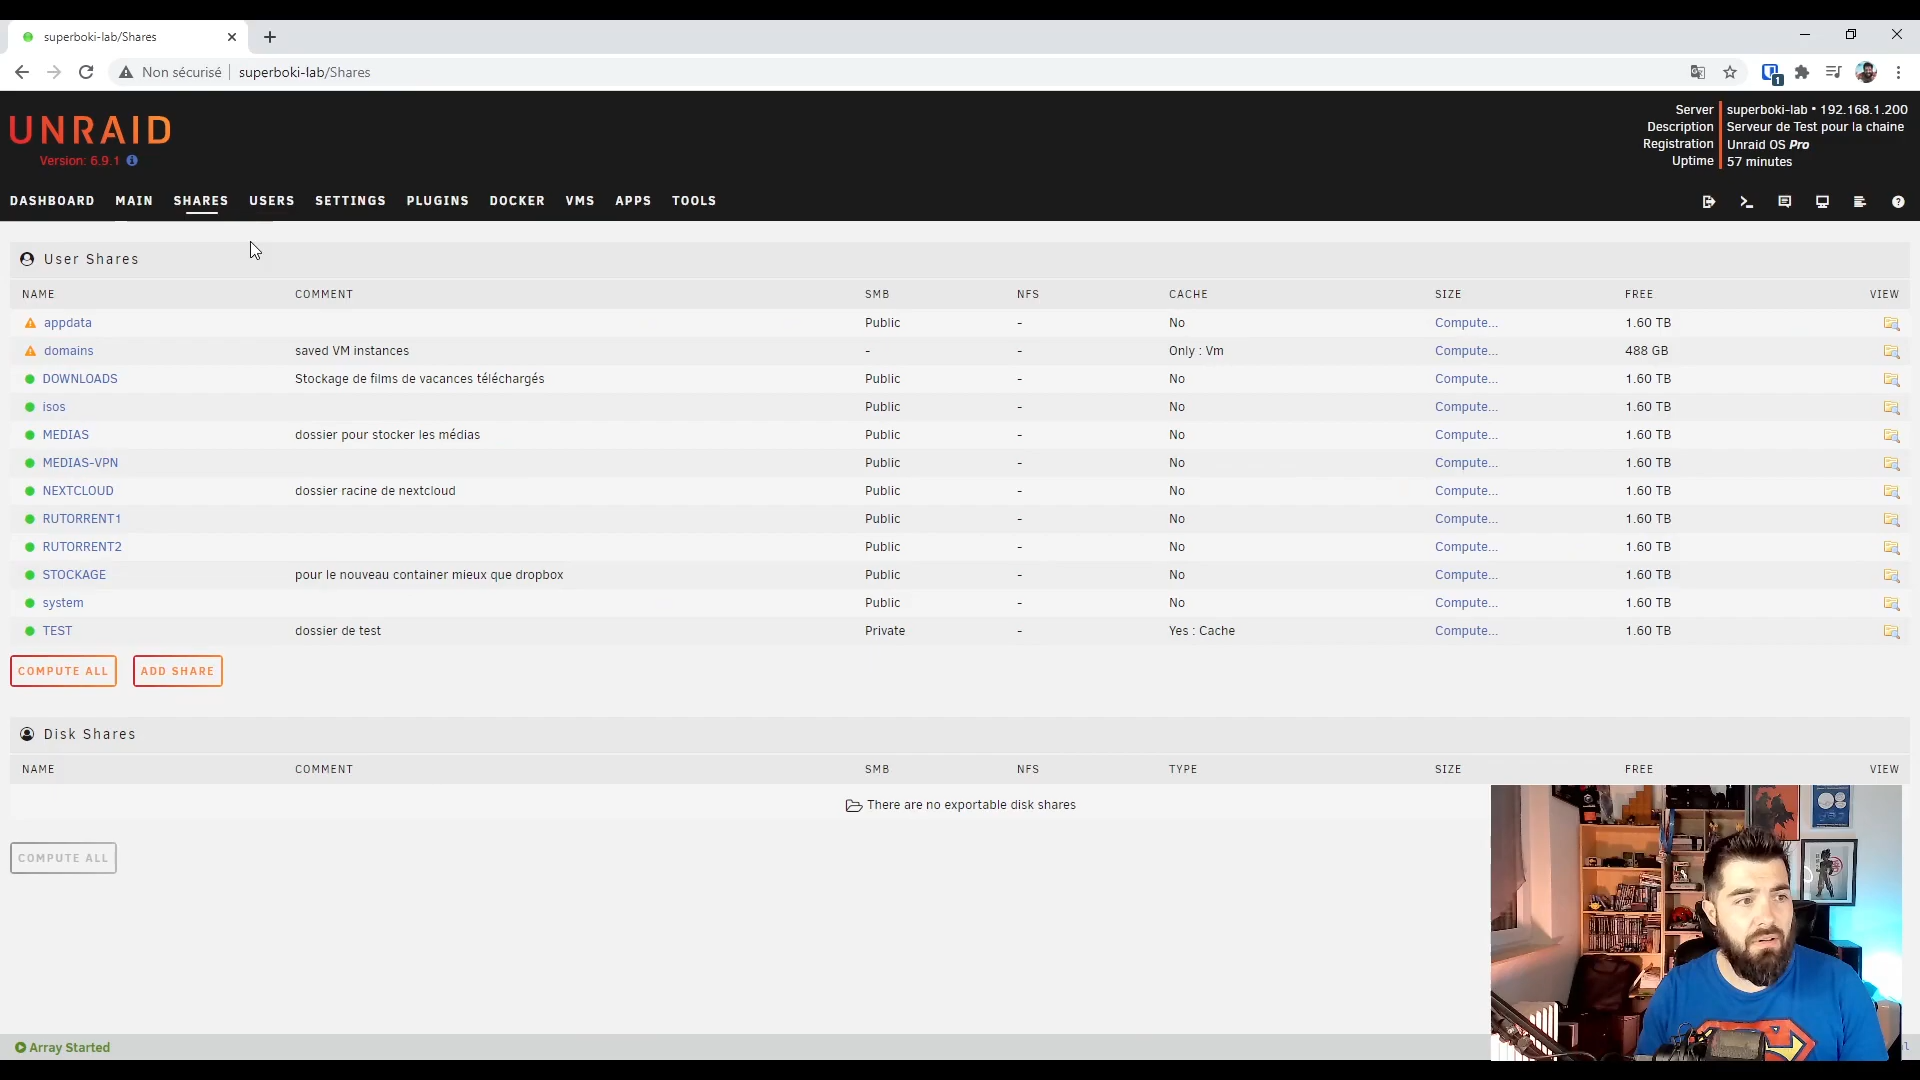 superboki-lab/Shares
Non sécurisé superboki-lab/Shares
1
UNRAID
Version: 6.9.1
Server superboki-lab • 192.168.1.200
Description Serveur de Test pour la chaine
Registration Unraid OS Pro
Uptime 57 minutes
DASHBOARD MAIN SHARES USERS SETTINGS PLUGINS DOCKER VMS APPS TOOLS
User Shares
NAME COMMENT SMB NFS CACHE SIZE FREE VIEW
appdata Public - No Compute... 1.60 TB
domains saved VM instances - - Only : Vm Compute... 488 GB
DOWNLOADS Stockage de films de vacances téléchargés Public - No Compute... 1.60 TB
isos Public - No Compute... 1.60 TB
MEDIAS dossier pour stocker les médias Public - No Compute... 1.60 TB
MEDIAS-VPN Public - No Compute... 1.60 TB
NEXTCLOUD dossier racine de nextcloud Public - No Compute... 1.60 TB
RUTORRENT1 Public - No Compute... 1.60 TB
RUTORRENT2 Public - No Compute... 1.60 TB
STOCKAGE pour le nouveau container mieux que dropbox Public - No Compute... 1.60 TB
system Public - No Compute... 1.60 TB
TEST dossier de test Private - Yes : Cache Compute... 1.60 TB
COMPUTE ALL ADD SHARE
Disk Shares
NAME COMMENT SMB NFS TYPE SIZE FREE VIEW
There are no exportable disk shares
COMPUTE ALL
Array Started